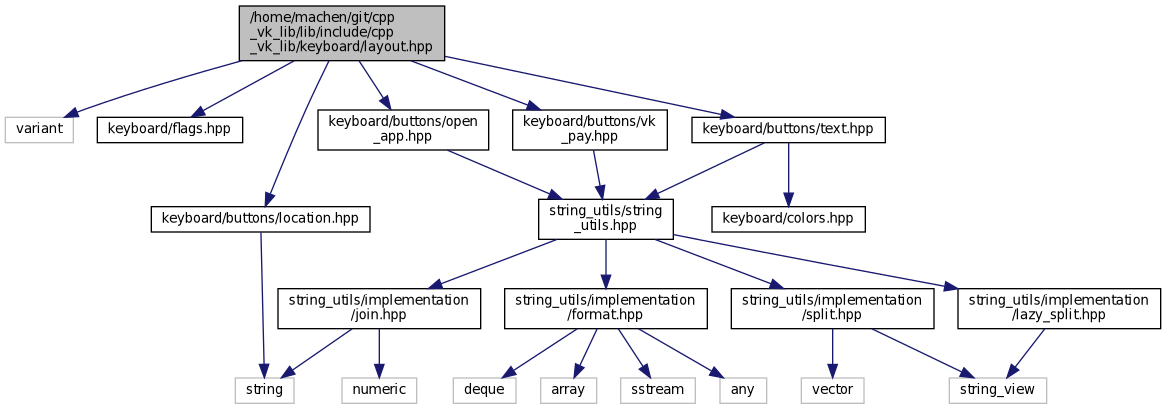 /home/machen/git/cpp
_vk_lib/lib/include/cpp
_vk_lib/keyboard/layout.hpp
variant
keyboard/flags.hpp
keyboard/buttons/open
_app.hpp
keyboard/buttons/vk
_pay.hpp
keyboard/buttons/text.hpp
keyboard/buttons/location.hpp
string_utils/string
_utils.hpp
keyboard/colors.hpp
string_utils/implementation
/join.hpp
string_utils/implementation
/format.hpp
string_utils/implementation
/split.hpp
string_utils/implementation
/lazy_split.hpp
string
numeric
deque
array
sstream
any
vector
string_view